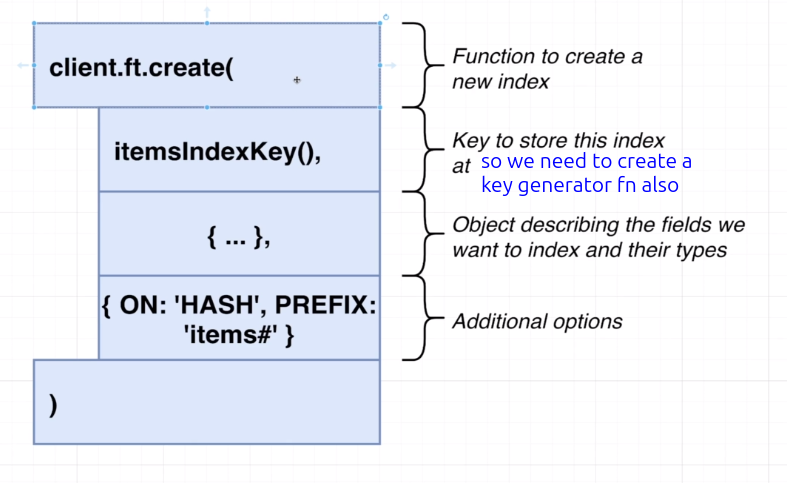 client.ft.create(
Function to create a
new index
itemsIndexKey(),
Key to store this index
at so we need to create a
key generator fn also
{ ... },
Object describing the fields we
want to index and their types
{ ON: 'HASH', PREFIX:
'items#' }
Additional options
)